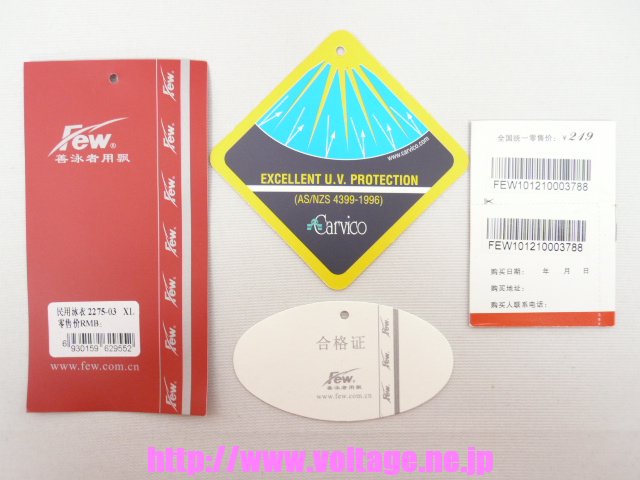 Few®
善泳者用飘
民用泳衣 2275-03 XL
零售价RMB:
6 930159 629552
www.few.com.cn
Few®
Few®
Few®
Few®
Few®
Few®
www.carvico.com
EXCELLENT U.V. PROTECTION
(AS/NZS 4399-1996)
Carvico
合格证
Few®
善泳者用飘
www.few.com.cn
Few®
Few®
Few®
全国统一零售价: ¥ 219
FEW101210003788
FEW101210003788
购买日期: 年 月 日
购买地址:
购买人联系电话:
http://www.voltage.ne.jp